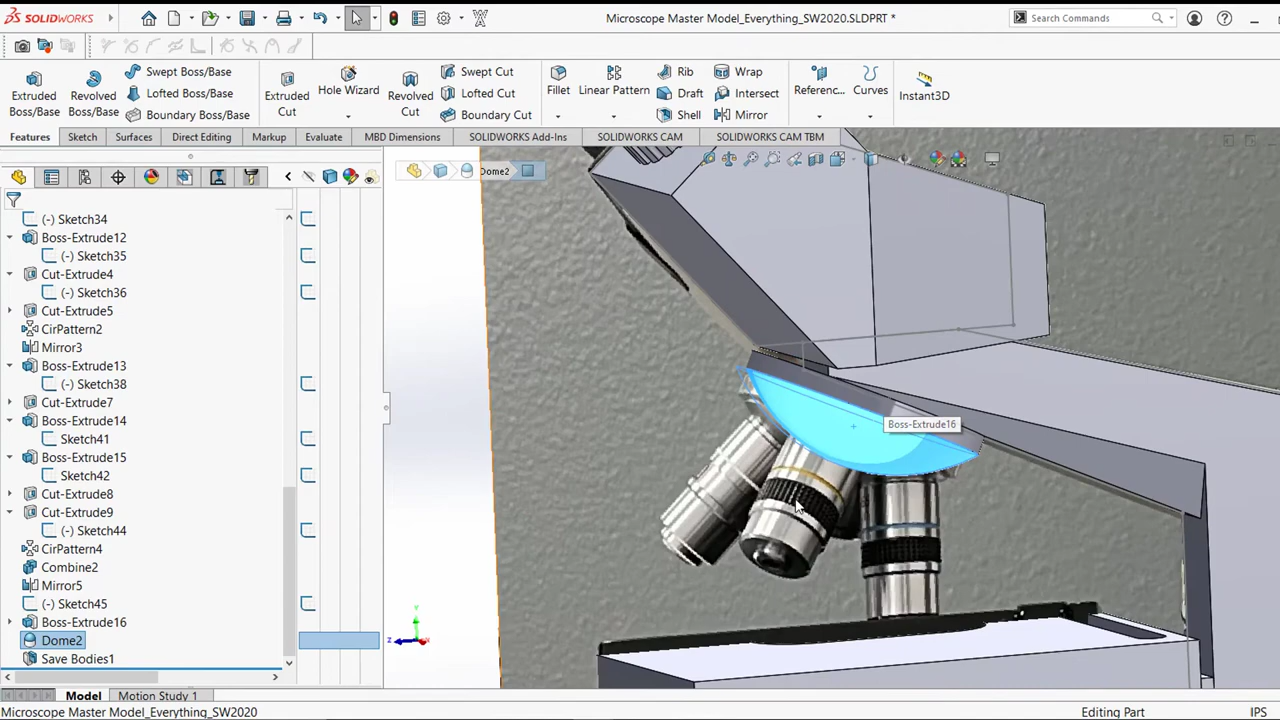 SOLIDWORKS
Microscope Master Model_Everything_SW2020.SLDPRT *
Search Commands
Extruded Boss/Base
Revolved Boss/Base
Swept Boss/Base
Lofted Boss/Base
Boundary Boss/Base
Extruded Cut
Hole Wizard
Revolved Cut
Swept Cut
Lofted Cut
Boundary Cut
Fillet
Linear Pattern
Rib
Draft
Shell
Wrap
Intersect
Mirror
Referenc...
Curves
Instant3D
Features
Sketch
Surfaces
Direct Editing
Markup
Evaluate
MBD Dimensions
SOLIDWORKS Add-Ins
SOLIDWORKS CAM
SOLIDWORKS CAM TBM
Dome2
(-) Sketch34
Boss-Extrude12
(-) Sketch35
Cut-Extrude4
(-) Sketch36
Cut-Extrude5
CirPattern2
Mirror3
Boss-Extrude13
(-) Sketch38
Cut-Extrude7
Boss-Extrude14
Sketch41
Boss-Extrude15
Sketch42
Cut-Extrude8
Cut-Extrude9
(-) Sketch44
CirPattern4
Combine2
Mirror5
(-) Sketch45
Boss-Extrude16
Dome2
Save Bodies1
Boss-Extrude16
Y
Z
X
Model
Motion Study 1
Microscope Master Model_Everything_SW2020
Editing Part
IPS